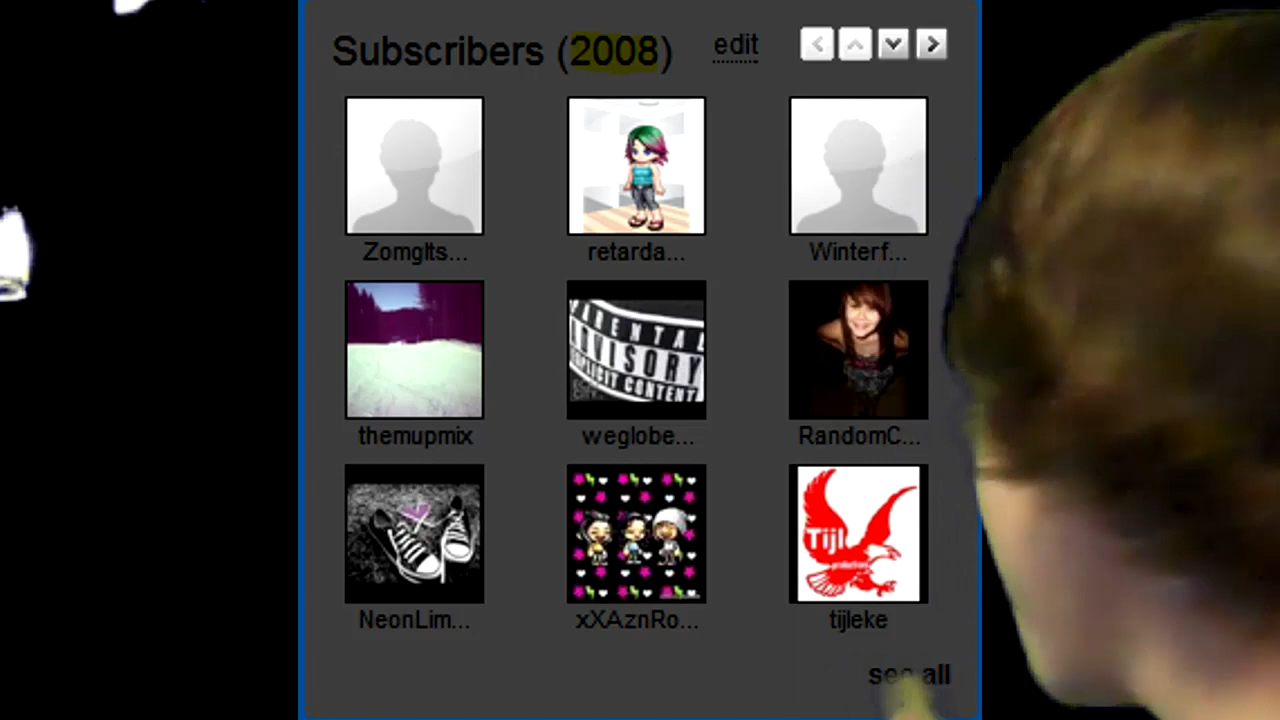 Subscribers (2008) edit
ZomgIts... retarda... Winterf...
PARENTAL
ADVISORY
EXPLICIT CONTENT
themupmix weglobe... RandomC...
Tijl
productions
NeonLim... xXAznRo... tijleke
see all